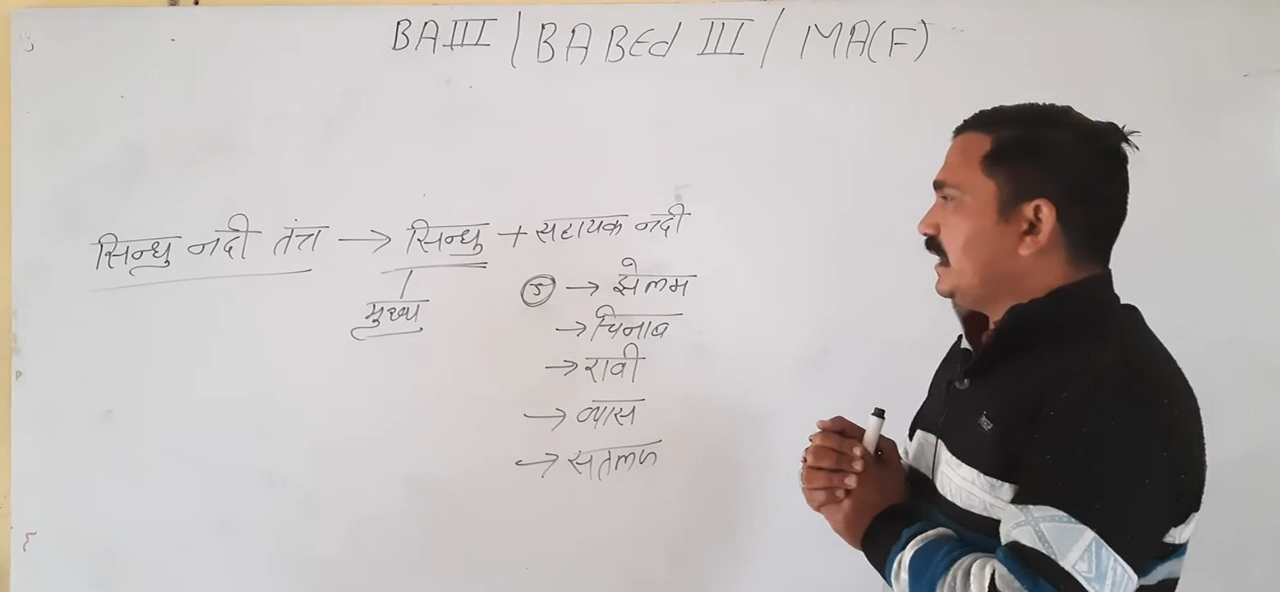 BA III / BA BEd III / MA(F)
सिन्धु नदी तंत्र → सिन्धु + सहायक नदी
मुख्य
5 → झेलम
→ चिनाब
→ रावी
→ व्यास
→ सतलज